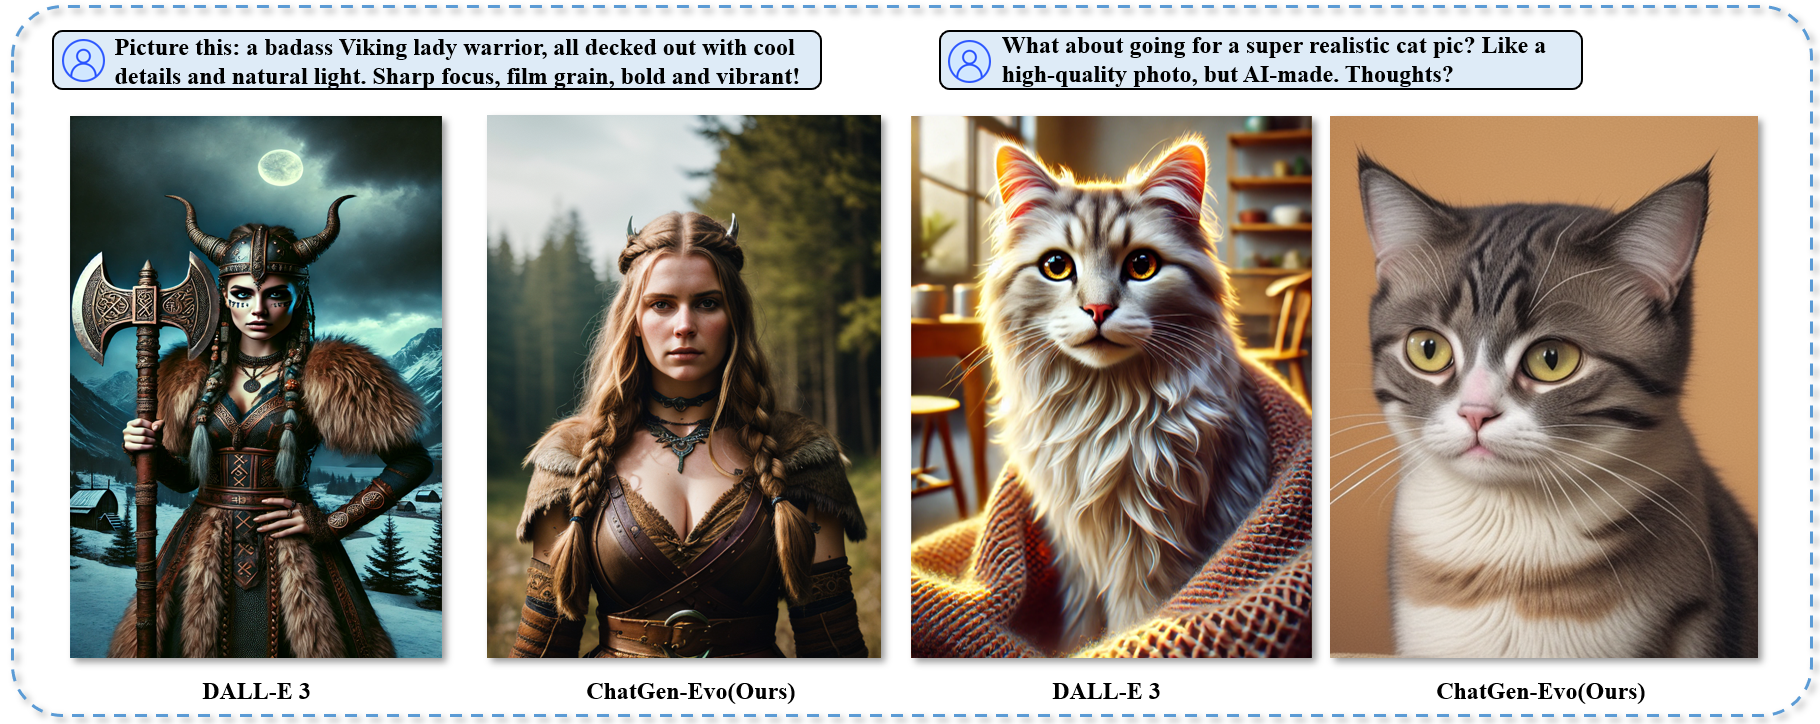 Picture this: a badass Viking lady warrior, all decked out with cool
details and natural light. Sharp focus, film grain, bold and vibrant!
What about going for a super realistic cat pic? Like a
high-quality photo, but AI-made. Thoughts?
DALL-E 3
ChatGen-Evo(Ours)
DALL-E 3
ChatGen-Evo(Ours)